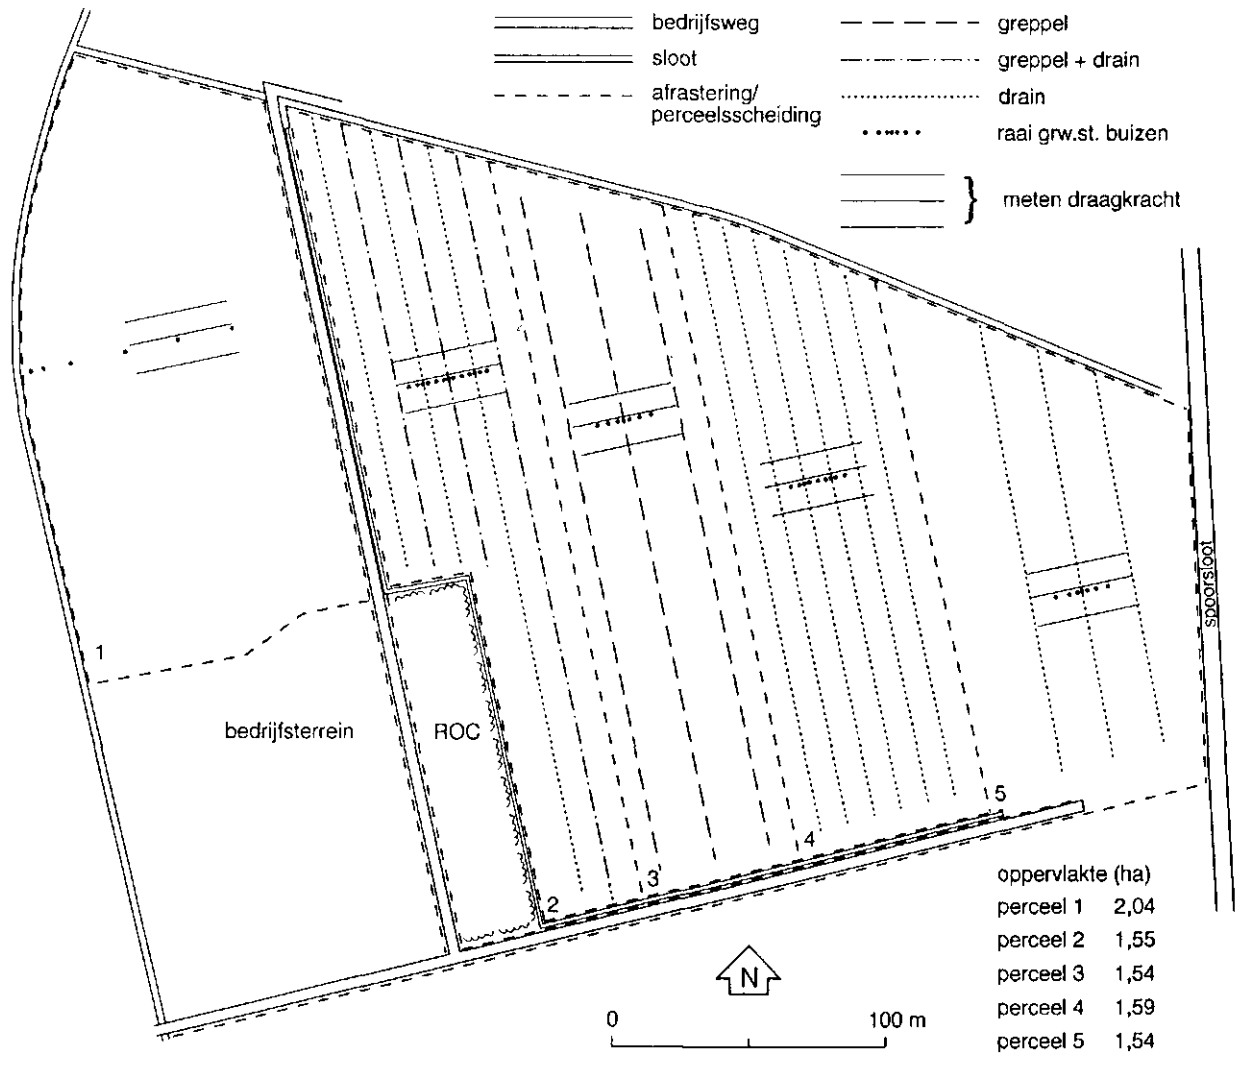 bedrijfsweg
sloot
afrastering/
perceelsscheiding
greppel
greppel + drain
drain
raai grw.st. buizen
meten draagkracht
spoorsloot
1
bedrijfsterrein
ROC
2
3
4
5
N
0 100 m
oppervlakte (ha)
perceel 1 2,04
perceel 2 1,55
perceel 3 1,54
perceel 4 1,59
perceel 5 1,54